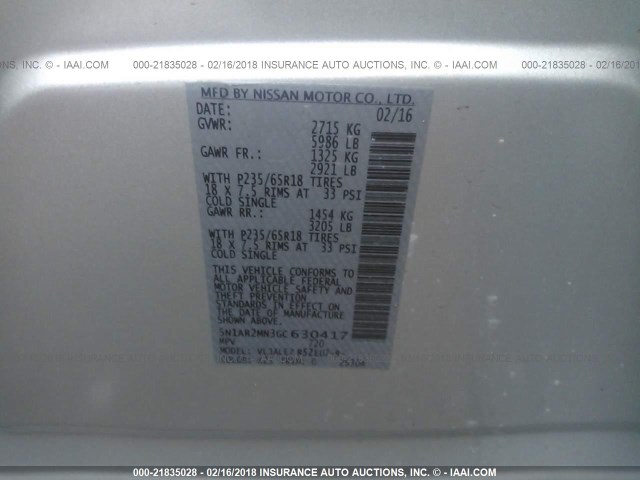 000-21835028 - 02/16/2018 INSURANCE AUTO AUCTIONS, INC. - © IAAI.COM
AUCTIONS, INC. - © IAAI.COM
000-21835028 - 02/16/2018 INSURANCE AUTO
MFD BY NISSAN MOTOR CO., LTD.
DATE: 02/16
GVWR: 2715 KG
5986 LB
GAWR FR.: 1325 KG
2921 LB
WITH P235/65R18 TIRES
18 X 7.5 RIMS AT 33 PSI
COLD SINGLE
GAWR RR.: 1454 KG
3205 LB
WITH P235/65R18 TIRES
18 X 7.5 RIMS AT 33 PSI
COLD SINGLE
THIS VEHICLE CONFORMS TO
ALL APPLICABLE FEDERAL
MOTOR VEHICLE SAFETY AND
THEFT PREVENTION
STANDARDS IN EFFECT ON
THE DATE OF MANUFACTURE
SHOWN ABOVE.
5N1AR2MN3GC630417
MPV
MODEL:
000-21835028 - 02/16/2018 INSURANCE AUTO AUCTIONS, INC. - © IAAI.COM